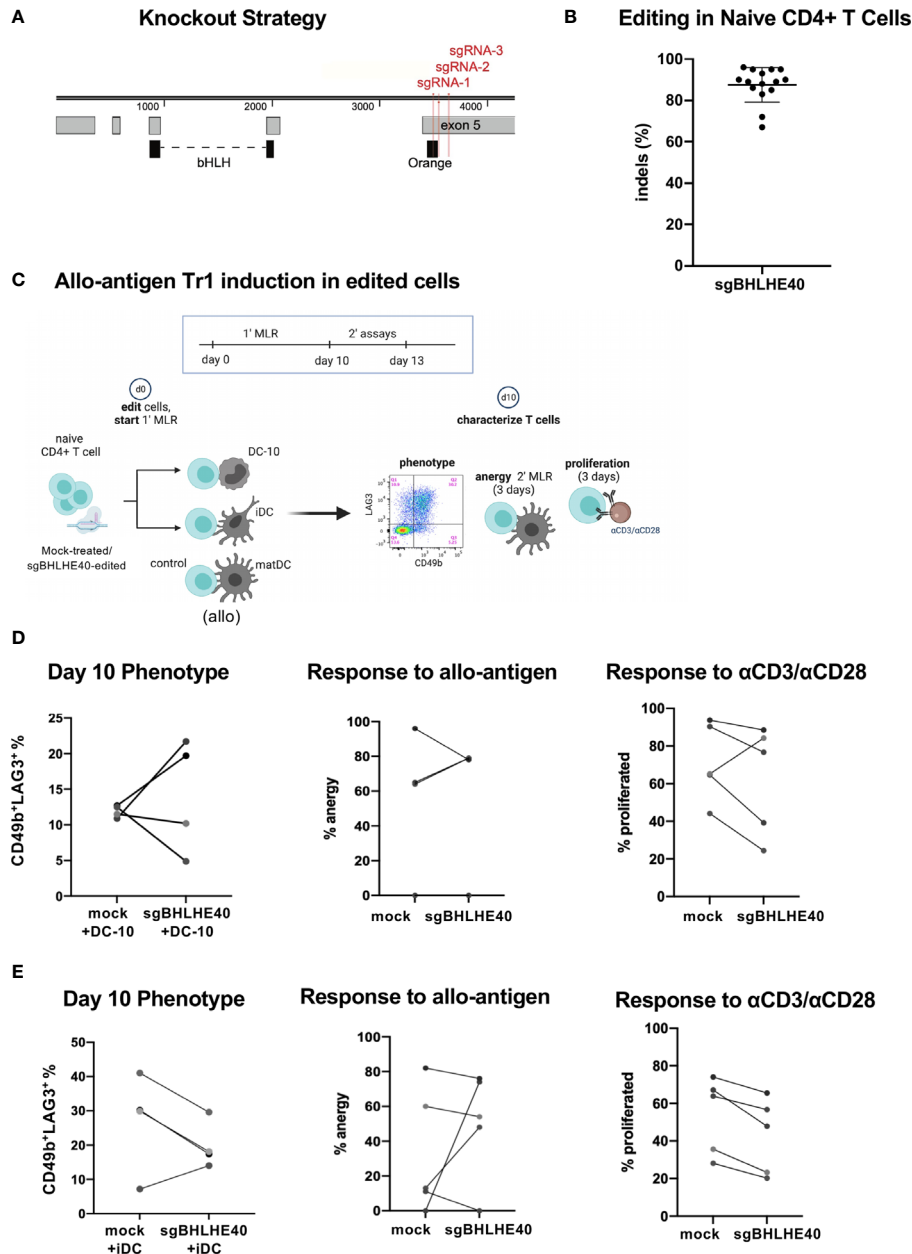 A
Knockout Strategy
sgRNA-3
sgRNA-2
sgRNA-1
1000
2000
3000
4000
exon 5
bHLH
Orange
B
Editing in Naive CD4+ T Cells
indels (%)
100
80
60
40
20
0
sgBHLHE40
C
Allo-antigen Tr1 induction in edited cells
1' MLR
2' assays
day 0
day 10
day 13
d0
edit cells,
start 1' MLR
d10
characterize T cells
naive
CD4+ T cell
Mock-treated/
sgBHLHE40-edited
DC-10
iDC
control
matDC
(allo)
phenotype
LAG3
CD49b
Q1
Q2
Q3
Q4
anergy 2' MLR
(3 days)
proliferation
(3 days)
αCD3/αCD28
D
Day 10 Phenotype
CD49b+LAG3+ %
25
20
15
10
5
0
mock
+DC-10
sgBHLHE40
+DC-10
Response to allo-antigen
% anergy
100
80
60
40
20
0
mock
sgBHLHE40
Response to αCD3/αCD28
% proliferated
100
80
60
40
20
0
mock
sgBHLHE40
E
Day 10 Phenotype
CD49b+LAG3+ %
50
40
30
20
10
0
mock
+iDC
sgBHLHE40
+iDC
Response to allo-antigen
% anergy
100
80
60
40
20
0
mock
sgBHLHE40
Response to αCD3/αCD28
% proliferated
100
80
60
40
20
0
mock
sgBHLHE40